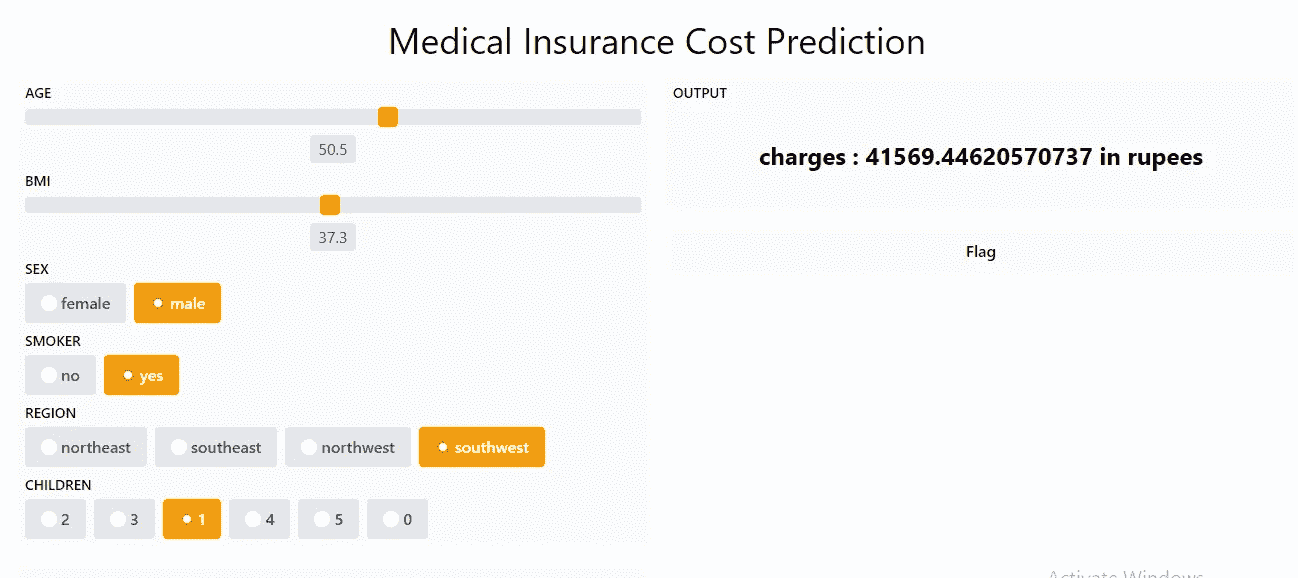 Medical Insurance Cost Prediction
AGE
50.5
BMI
37.3
SEX
female male
SMOKER
no yes
REGION
northeast southeast northwest southwest
CHILDREN
2 3 1 4 5 0
OUTPUT
charges : 41569.44620570737 in rupees
Flag
Activate Windows